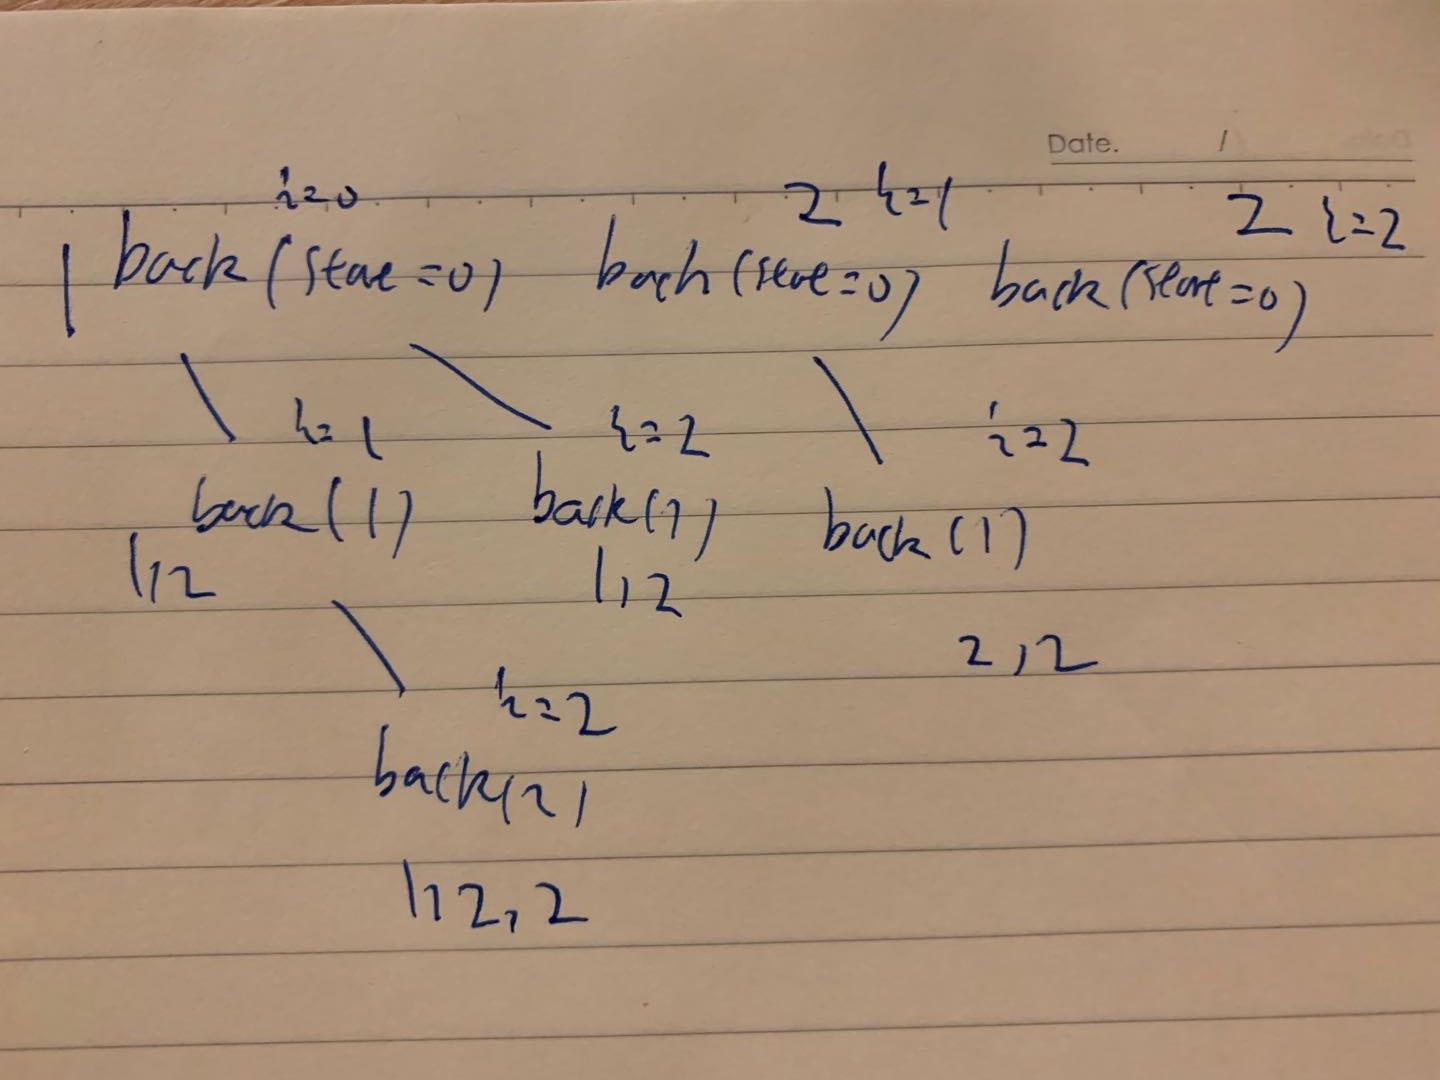 Date. /
i=0 2 i=1 2 i=2
1 back(start=0) back(start=0) back(start=0)
i=1 i=2 i=2
back(1) back(1) back(1)
1,2 1,2
2,2
i=2
back(2)
1,2,2